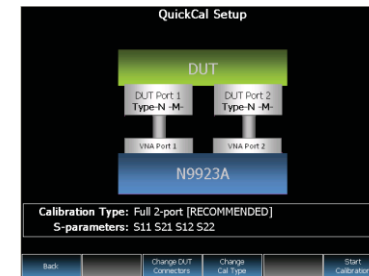 QuickCal Setup
DUT
DUT Port 1 DUT Port 2
Type-N -M- Type-N -M-
VNA Port 1 VNA Port 2
N9923A
Calibration Type: Full 2-port [RECOMMENDED]
S-parameters: S11 S21 S12 S22
Back Change DUT Change Start
Connectors Cal Type Calibration